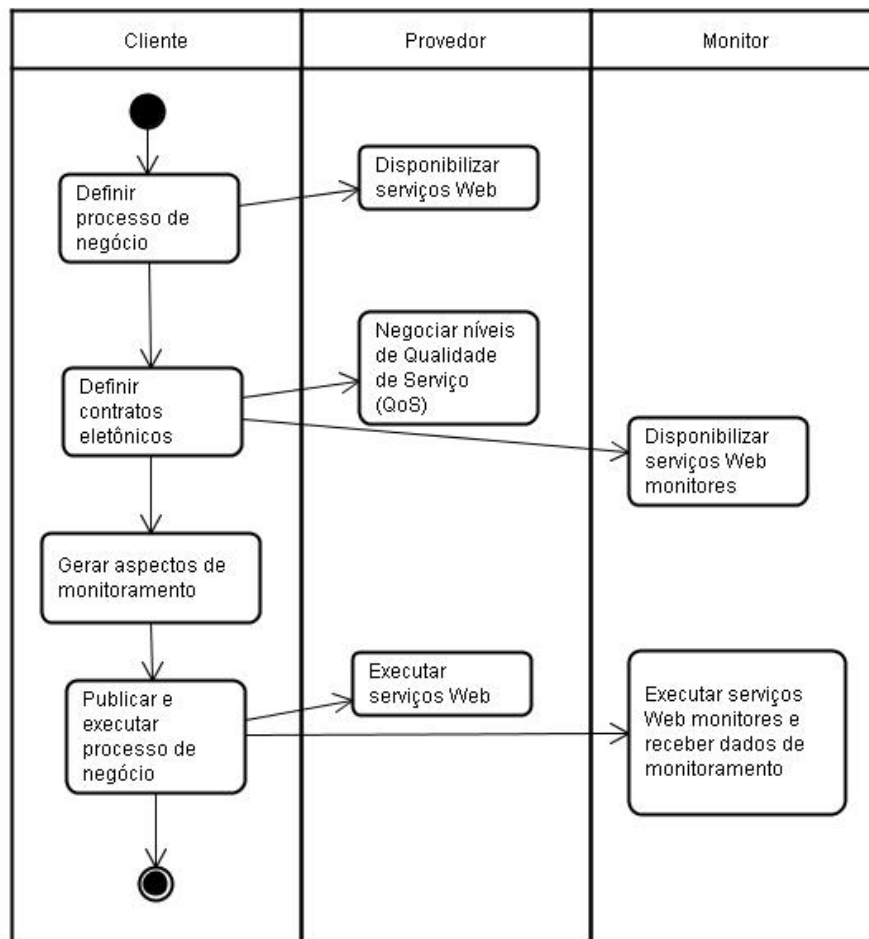 Cliente
Provedor
Monitor
Definir
processo de
negócio
Disponibilizar
serviços Web
Definir
contratos
eletônicos
Negociar níveis
de Qualidade
de Serviço
(QoS)
Disponibilizar
serviços Web
monitores
Gerar aspectos de
monitoramento
Publicar e
executar
processo de
negócio
Executar
serviços Web
Executar serviços
Web monitores e
receber dados de
monitoramento